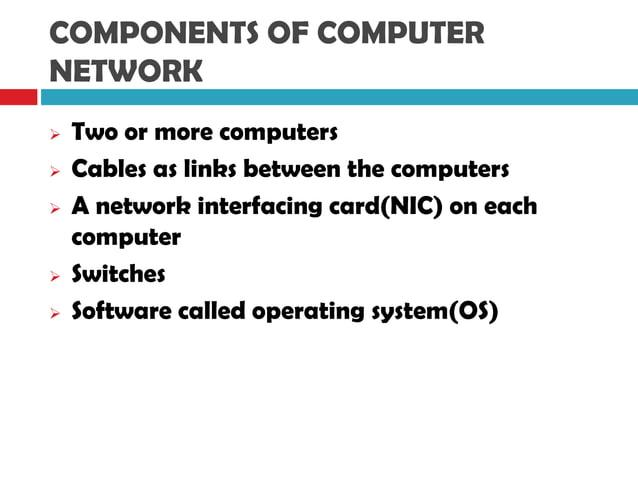 COMPONENTS OF COMPUTER
NETWORK
Two or more computers
Cables as links between the computers
A network interfacing card(NIC) on each
computer
Switches
Software called operating system(OS)